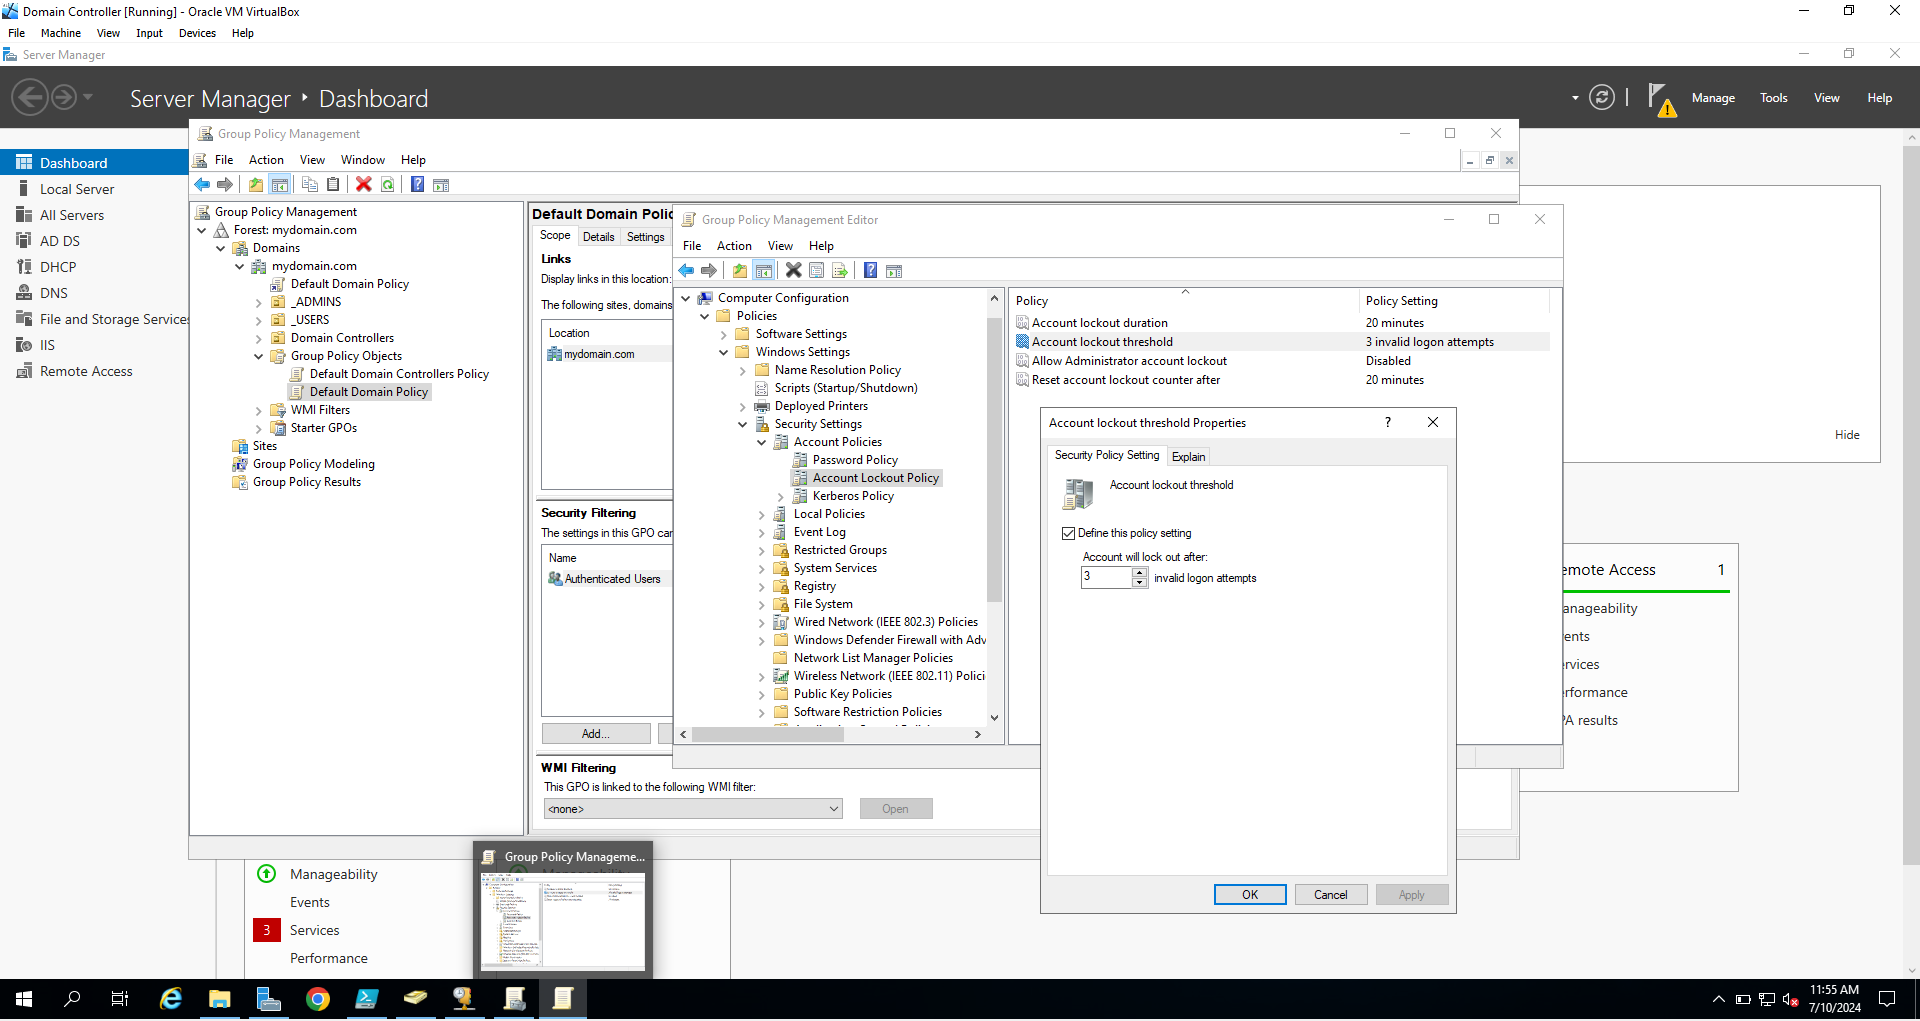 Domain Controller [Running] - Oracle VM VirtualBox
File Machine View Input Devices Help
Server Manager
Server Manager ‣ Dashboard
Manage Tools View Help
Dashboard
Local Server
All Servers
AD DS
DHCP
DNS
File and Storage Services
IIS
Remote Access
Group Policy Management
File Action View Window Help
Group Policy Management
Forest: mydomain.com
Domains
mydomain.com
Default Domain Policy
_ADMINS
_USERS
Domain Controllers
Group Policy Objects
Default Domain Controllers Policy
Default Domain Policy
WMI Filters
Starter GPOs
Sites
Group Policy Modeling
Group Policy Results
Default Domain Polic
Scope Details Settings
Links
Display links in this location:
The following sites, domains
Location
mydomain.com
Security Filtering
The settings in this GPO can
Name
Authenticated Users
Add...
WMI Filtering
This GPO is linked to the following WMI filter:
<none>
Open
Group Policy Management Editor
File Action View Help
Computer Configuration
Policies
Software Settings
Windows Settings
Name Resolution Policy
Scripts (Startup/Shutdown)
Deployed Printers
Security Settings
Account Policies
Password Policy
Account Lockout Policy
Kerberos Policy
Local Policies
Event Log
Restricted Groups
System Services
Registry
File System
Wired Network (IEEE 802.3) Policies
Windows Defender Firewall with Adv
Network List Manager Policies
Wireless Network (IEEE 802.11) Polici
Public Key Policies
Software Restriction Policies
Policy Policy Setting
Account lockout duration 20 minutes
Account lockout threshold 3 invalid logon attempts
Allow Administrator account lockout Disabled
Reset account lockout counter after 20 minutes
Account lockout threshold Properties
Security Policy Setting Explain
Account lockout threshold
Define this policy setting
Account will lock out after:
3 invalid logon attempts
OK Cancel Apply
Hide
emote Access 1
anageability
ents
ervices
erformance
PA results
Manageability
Events
3 Services
Performance
Group Policy Manageme...
11:55 AM
7/10/2024